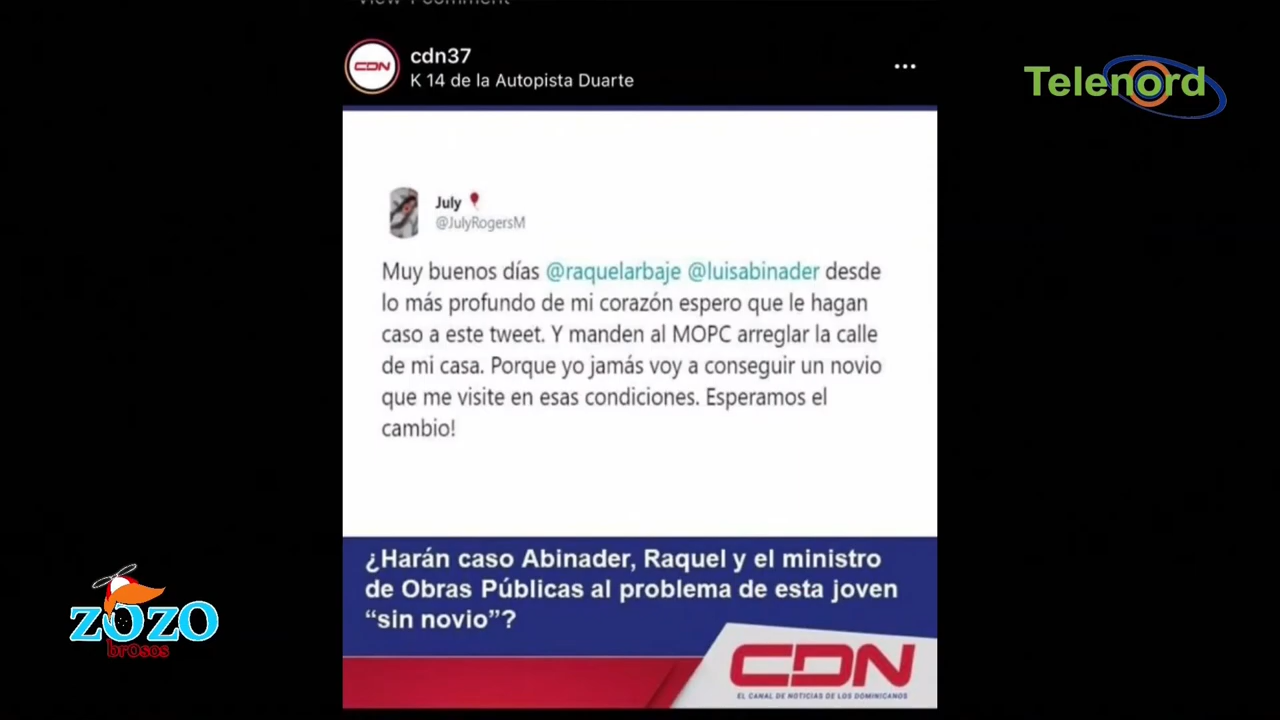 View 1 comment
cdn37
K 14 de la Autopista Duarte
CDN
Telenord
July
@JulyRogersM
Muy buenos días @raquelarbaje @luisabinader desde
lo más profundo de mi corazón espero que le hagan
caso a este tweet. Y manden al MOPC arreglar la calle
de mi casa. Porque yo jamás voy a conseguir un novio
que me visite en esas condiciones. Esperamos el
cambio!
¿Harán caso Abinader, Raquel y el ministro
de Obras Públicas al problema de esta joven
“sin novio”?
CDN
EL CANAL DE NOTICIAS DE LOS DOMINICANOS
zozo
brOsos